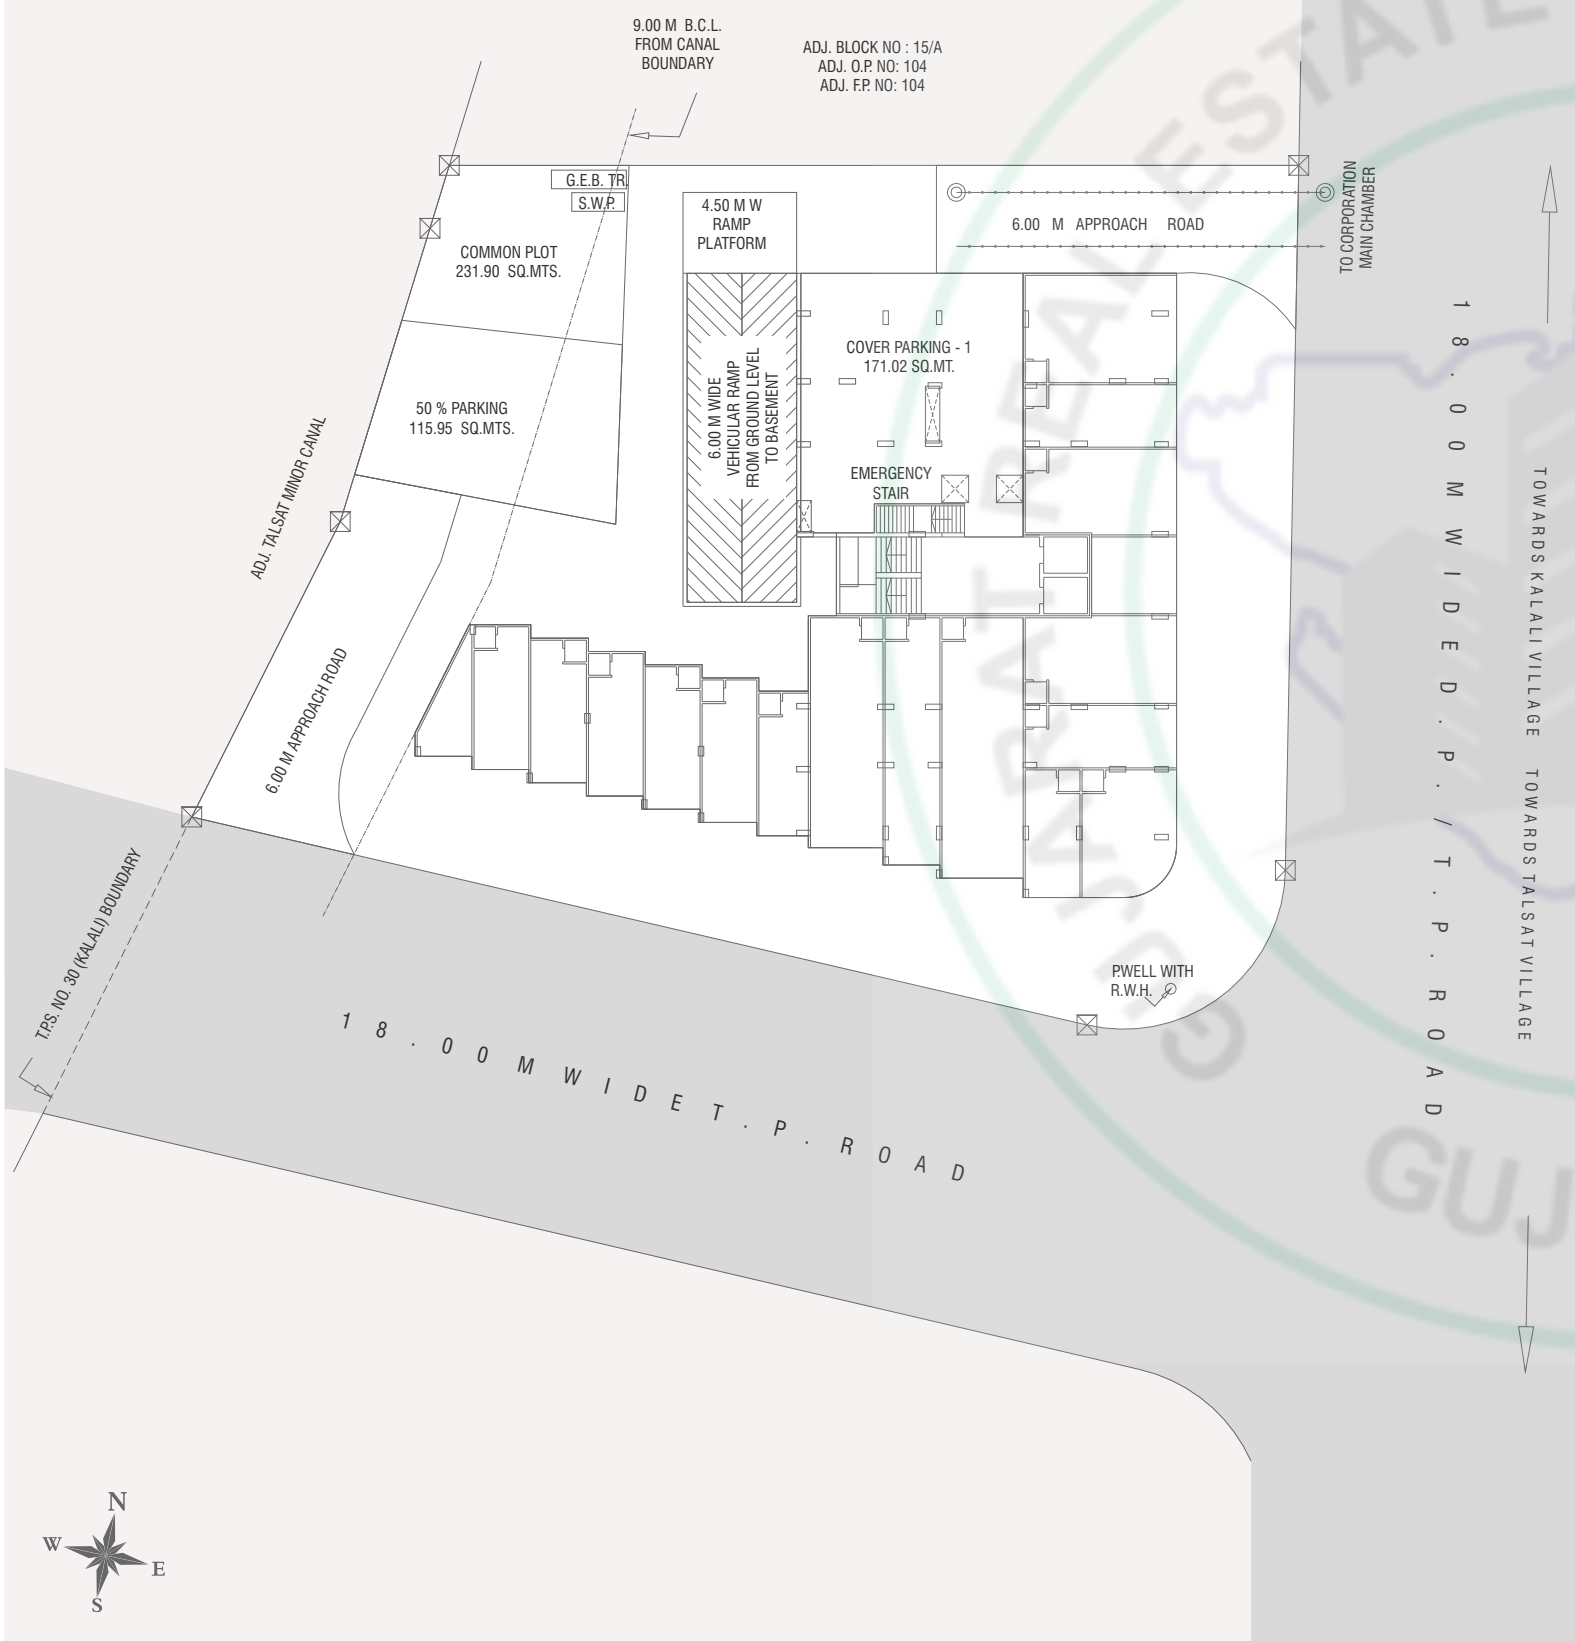 9.00 M B.C.L.
FROM CANAL
BOUNDARY
ADJ. BLOCK NO : 15/A
ADJ. O.P. NO: 104
ADJ. F.P. NO: 104
G.E.B. TR.
S.W.P.
COMMON PLOT
231.90 SQ.MTS.
4.50 M W
RAMP
PLATFORM
6.00 M APPROACH ROAD
TO CORPORATION
MAIN CHAMBER
50 % PARKING
115.95 SQ.MTS.
6.00 M WIDE
VEHICULAR RAMP
FROM GROUND LEVEL
TO BASEMENT
COVER PARKING - 1
171.02 SQ.MT.
EMERGENCY
STAIR
ADJ. TALSAT MINOR CANAL
6.00 M APPROACH ROAD
T.P.S. NO. 30 (KALALI) BOUNDARY
P.WELL WITH
R.W.H.
18.00 M WIDE T.P. ROAD
18.00 M WIDE D.P. / T.P. ROAD
TOWARDS KALALI VILLAGE
TOWARDS TALSAT VILLAGE
GUJARAT REAL ESTATE
GUJ
N
W
E
S